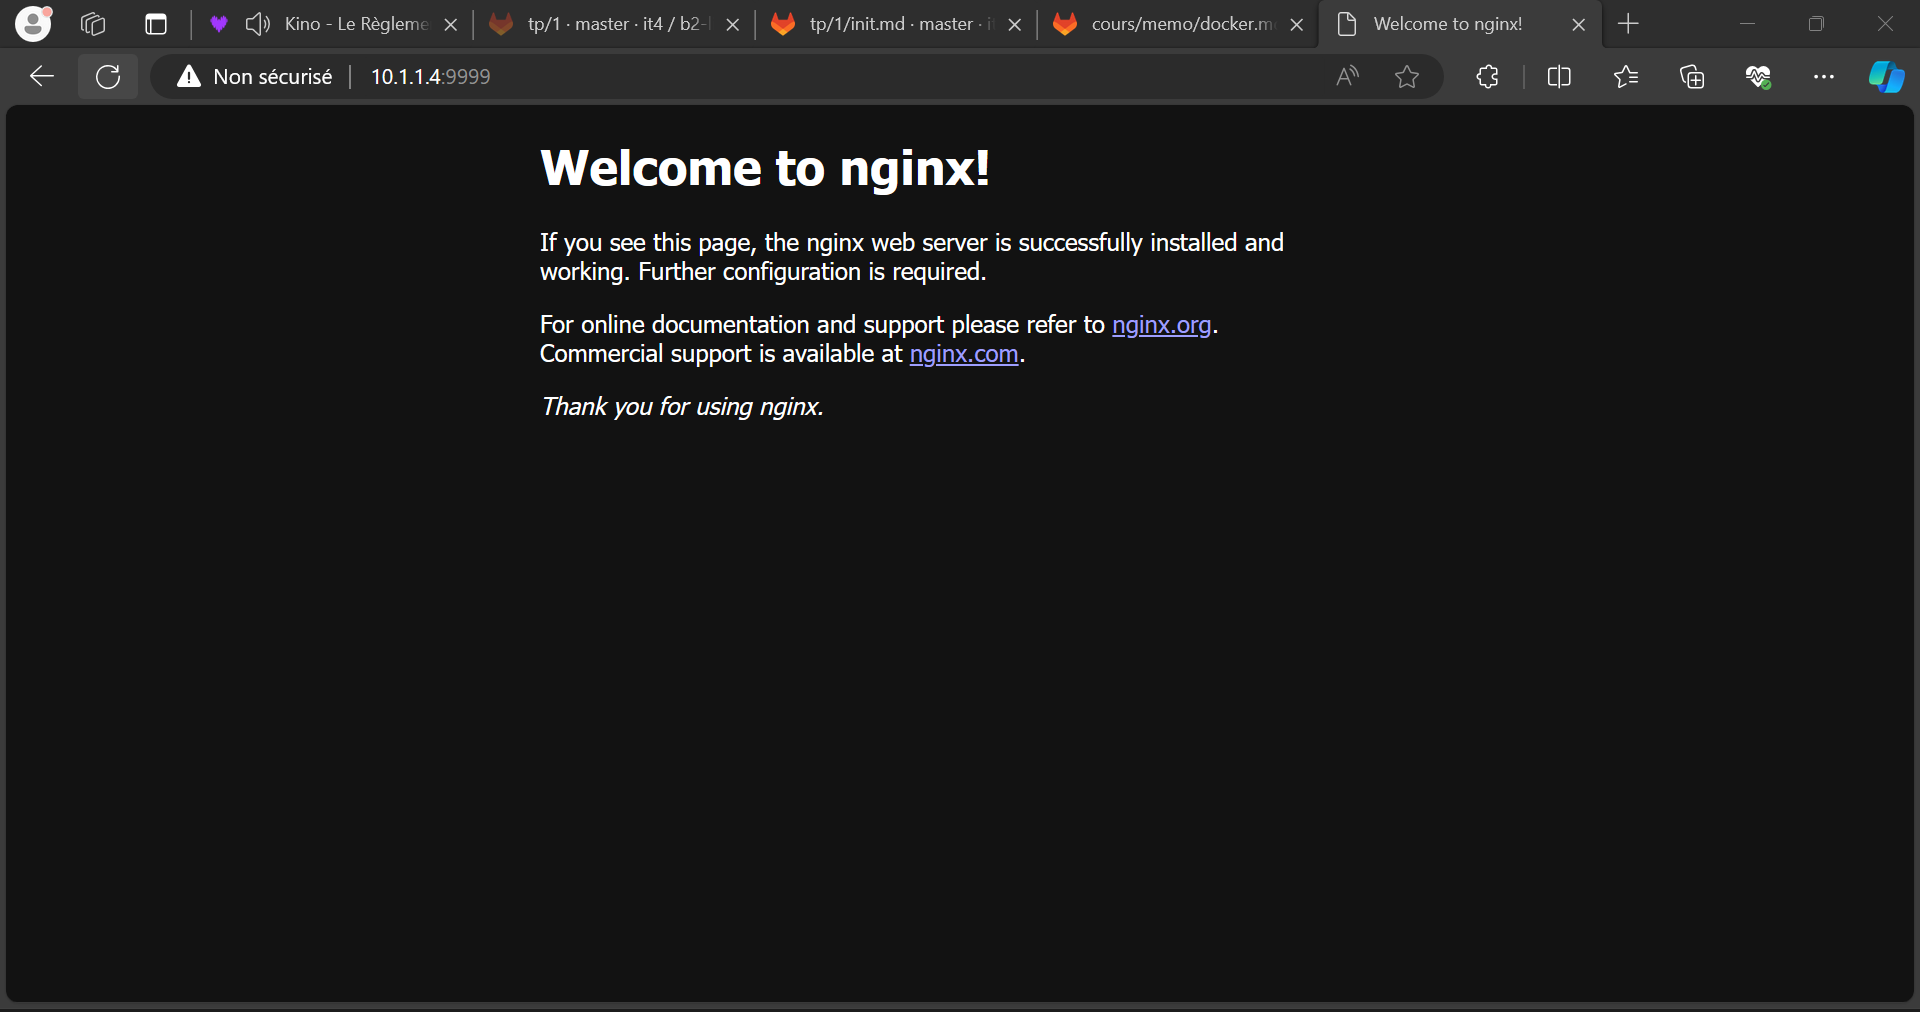 Kino - Le Règleme
tp/1 · master · it4 / b2-
tp/1/init.md · master ·
cours/memo/docker.m
Welcome to nginx!
Non sécurisé
10.1.1.4:9999
Welcome to nginx!
If you see this page, the nginx web server is successfully installed and
working. Further configuration is required.
For online documentation and support please refer to nginx.org.
Commercial support is available at nginx.com.
Thank you for using nginx.